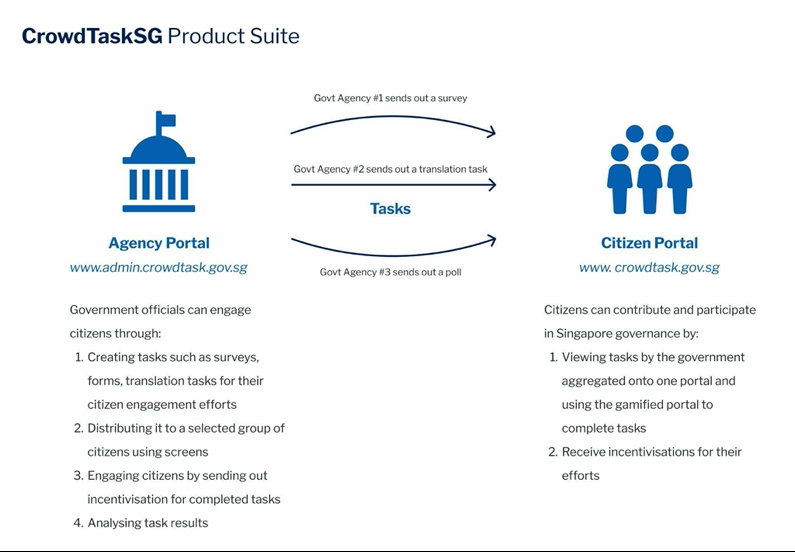 CrowdTaskSG Product Suite
Govt Agency #1 sends out a survey
Govt Agency #2 sends out a translation task
Tasks
Govt Agency #3 sends out a poll
Agency Portal
www.admin.crowdtask.gov.sg
Government officials can engage
citizens through:
1. Creating tasks such as surveys,
forms, translation tasks for their
citizen engagement efforts
2. Distributing it to a selected group of
citizens using screens
3. Engaging citizens by sending out
incentivisation for completed tasks
4. Analysing task results
Citizen Portal
www. crowdtask.gov.sg
Citizens can contribute and participate
in Singapore governance by:
1. Viewing tasks by the government
aggregated onto one portal and
using the gamified portal to
complete tasks
2. Receive incentivisations for their
efforts